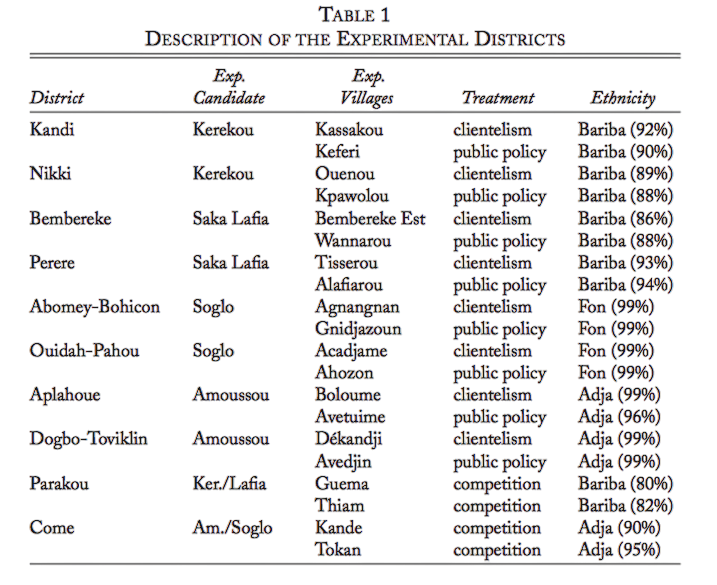 TABLE 1
DESCRIPTION OF THE EXPERIMENTAL DISTRICTS
District Exp. Candidate Exp. Villages Treatment Ethnicity
Kandi Kerekou Kassakou clientelism Bariba (92%)
Keferi public policy Bariba (90%)
Nikki Kerekou Ouenou clientelism Bariba (89%)
Kpawolou public policy Bariba (88%)
Bembereke Saka Lafia Bembereke Est clientelism Bariba (86%)
Wannarou public policy Bariba (88%)
Perere Saka Lafia Tisserou clientelism Bariba (93%)
Alafiarou public policy Bariba (94%)
Abomey-Bohicon Soglo Agnangnan clientelism Fon (99%)
Gnidjazoun public policy Fon (99%)
Ouidah-Pahou Soglo Acadjame clientelism Fon (99%)
Ahozon public policy Fon (99%)
Aplahoue Amoussou Boloume clientelism Adja (99%)
Avetuime public policy Adja (96%)
Dogbo-Toviklin Amoussou Dékandji clientelism Adja (99%)
Avedjin public policy Adja (99%)
Parakou Ker./Lafia Guema competition Bariba (80%)
Thiam competition Bariba (82%)
Come Am./Soglo Kande competition Adja (90%)
Tokan competition Adja (95%)